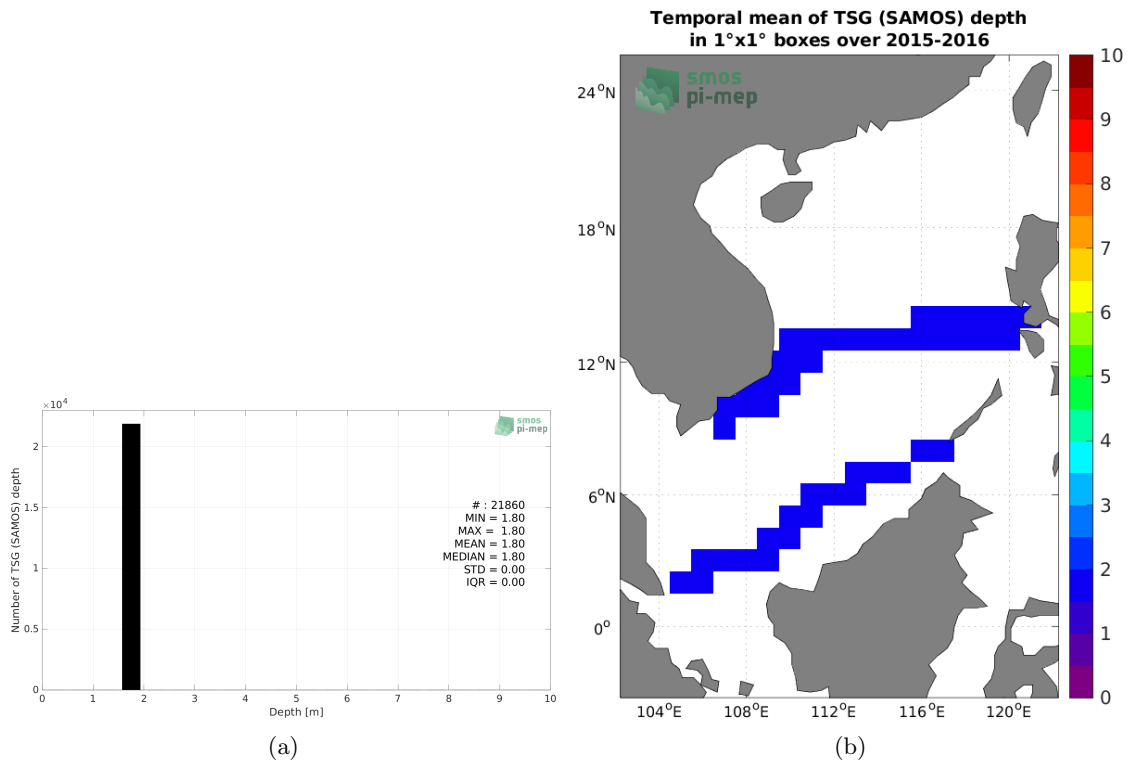 ×10⁴
2
1.5
1
0.5
0
Number of TSG (SAMOS) depth
smos
pi-mep
# : 21860
MIN = 1.80
MAX = 1.80
MEAN = 1.80
MEDIAN = 1.80
STD = 0.00
IQR = 0.00
0 1 2 3 4 5 6 7 8 9 10
Depth [m]
(a)
Temporal mean of TSG (SAMOS) depth
in 1°x1° boxes over 2015-2016
smos
pi-mep
24°N
18°N
12°N
6°N
0°
104°E 108°E 112°E 116°E 120°E
10
9
8
7
6
5
4
3
2
1
0
(b)